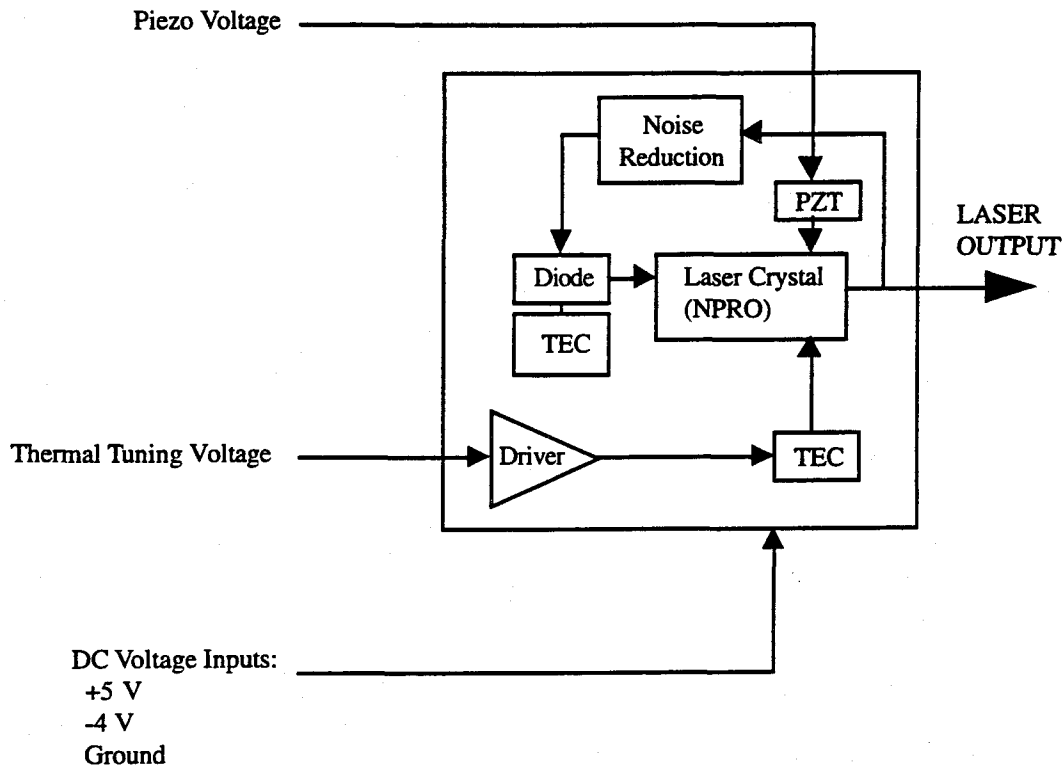 Piezo Voltage
Noise
Reduction
PZT
LASER
OUTPUT
Diode
Laser Crystal
(NPRO)
TEC
Thermal Tuning Voltage
Driver
TEC
DC Voltage Inputs:
+5 V
-4 V
Ground